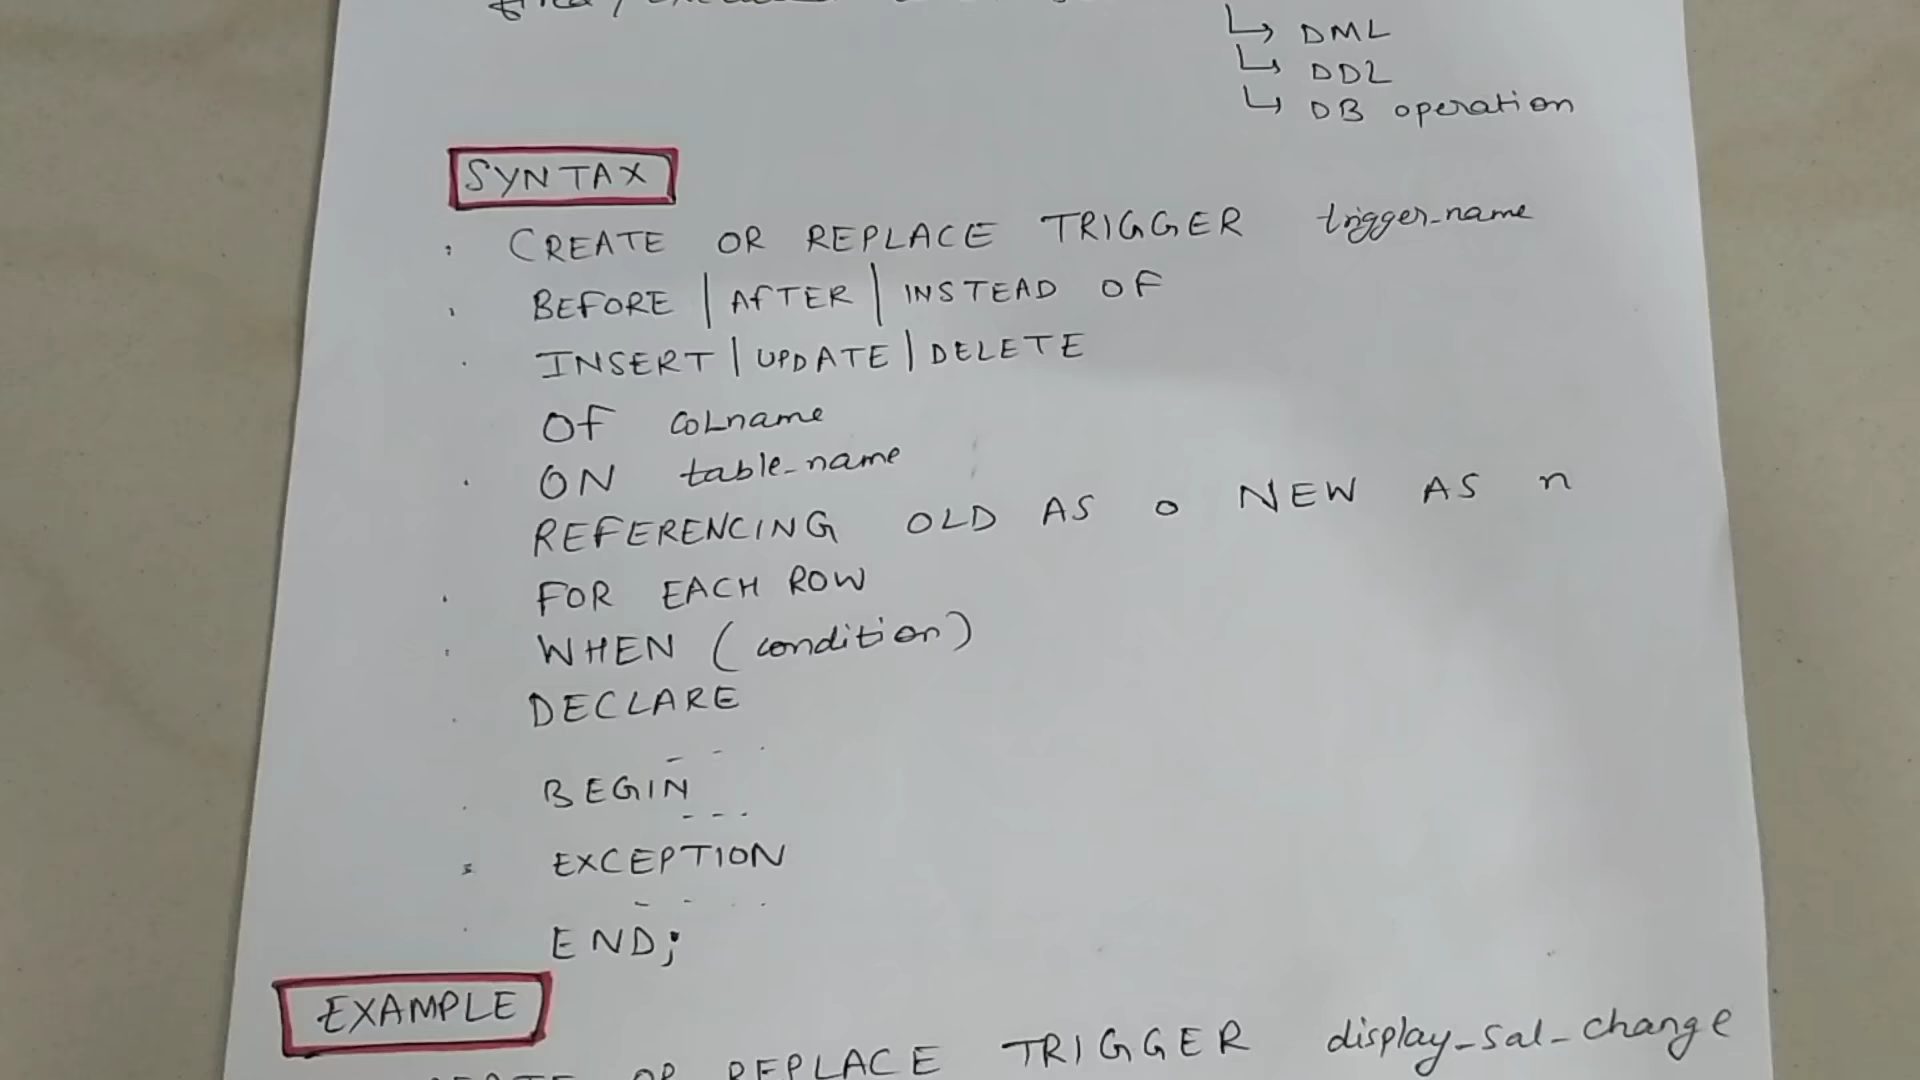 DML
DDL
DB operation
SYNTAX
CREATE OR REPLACE TRIGGER trigger_name
BEFORE | AFTER | INSTEAD OF
INSERT | UPDATE | DELETE
OF colname
ON table_name
REFERENCING OLD AS o NEW AS n
FOR EACH ROW
WHEN (condition)
DECLARE
BEGIN
EXCEPTION
END;
EXAMPLE
OR REPLACE TRIGGER display_sal_change